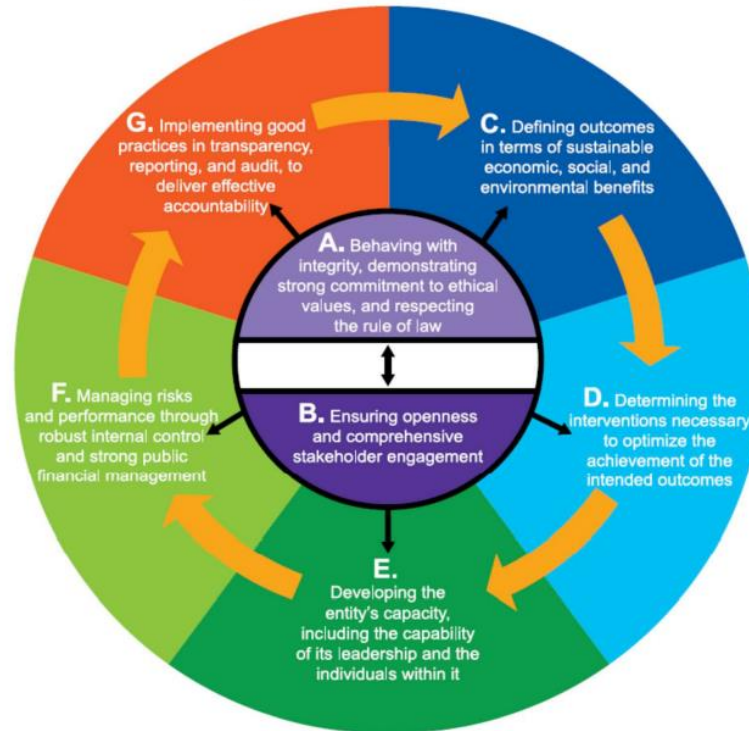 A. Behaving with
integrity, demonstrating
strong commitment to ethical
values, and respecting
the rule of law
B. Ensuring openness
and comprehensive
stakeholder engagement
C. Defining outcomes
in terms of sustainable
economic, social, and
environmental benefits
D. Determining the
interventions necessary
to optimize the
achievement of the
intended outcomes
E.
Developing the
entity's capacity,
including the capability
of its leadership and the
individuals within it
F. Managing risks
and performance through
robust internal control
and strong public
financial management
G. Implementing good
practices in transparency,
reporting, and audit, to
deliver effective
accountability